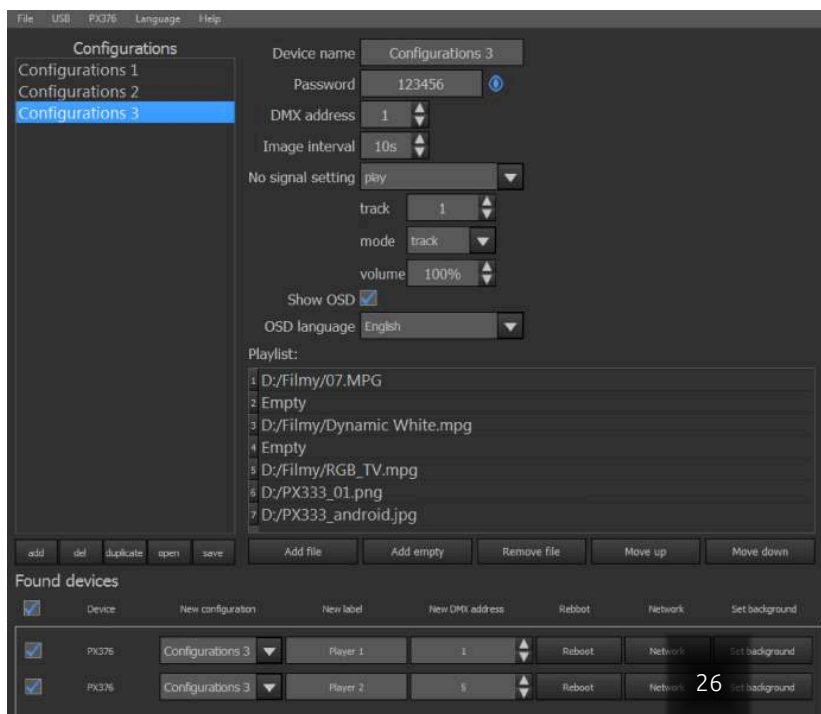 File USB PX376 Language Help
Configurations
Configurations 1
Configurations 2
Configurations 3
Device name Configurations 3
Password 123456
DMX address 1
Image interval 10s
No signal setting play
track 1
mode track
volume 100%
Show OSD
OSD language English
Playlist:
1 D:/Filmy/07.MPG
2 Empty
3 D:/Filmy/Dynamic White.mpg
4 Empty
5 D:/Filmy/RGB_TV.mpg
6 D:/PX333_01.png
7 D:/PX333_android.jpg
add del duplicate open save Add file Add empty Remove file Move up Move down
Found devices
Device New configuration New label New DMX address Rebbot Network Set background
PX376 Configurations 3 Player 1 1 Reboot Network Set background
PX376 Configurations 3 Player 2 5 Reboot Network Set background
26